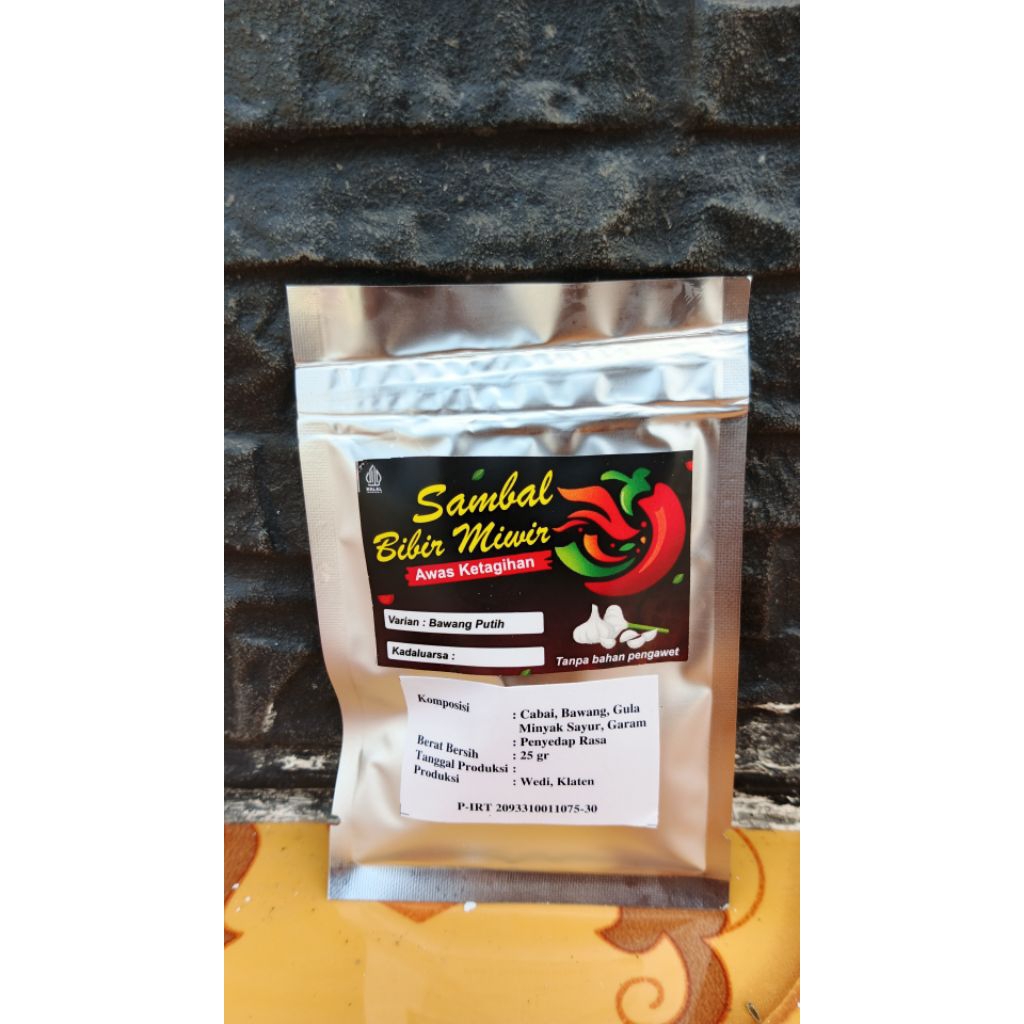 HALAL
Sambal
Bibir Miwir
Awas Ketagihan
Varian : Bawang Putih
Kadaluarsa :
Tanpa bahan pengawet
Komposisi : Cabai, Bawang, Gula
Minyak Sayur, Garam
: Penyedap Rasa
Berat Bersih : 25 gr
Tanggal Produksi :
Produksi : Wedi, Klaten
P-IRT 2093310011075-30